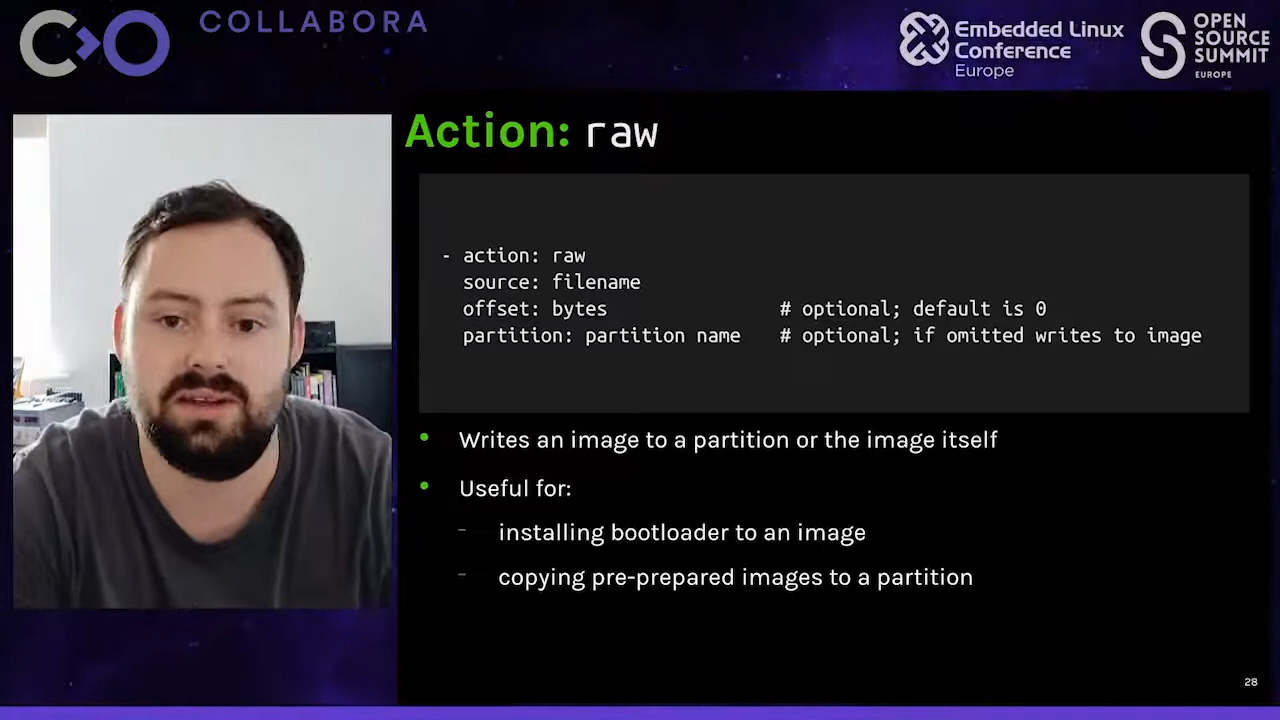 COLLABORA
Embedded Linux
Conference
Europe
OPEN
SOURCE
SUMMIT
EUROPE
Action: raw
- action: raw
source: filename
offset: bytes # optional; default is 0
partition: partition name # optional; if omitted writes to image
• Writes an image to a partition or the image itself
• Useful for:
– installing bootloader to an image
– copying pre-prepared images to a partition
28